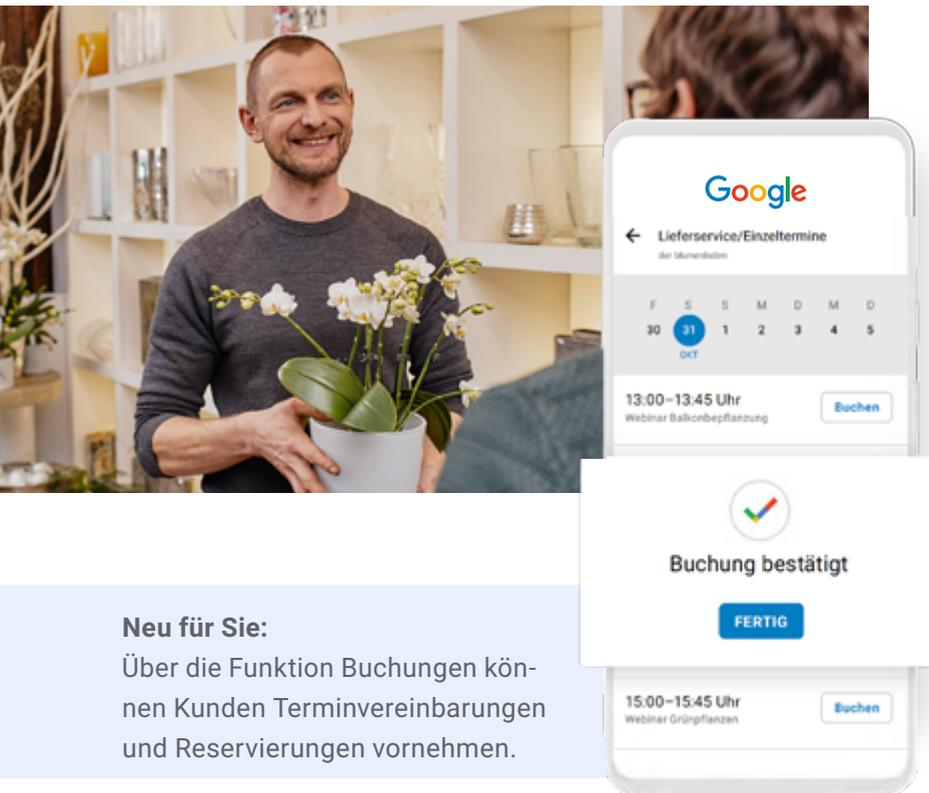 Google
Lieferservice/Einzeltermine
der blumenladen
F S S M D M D
30 31 1 2 3 4 5
OKT
13:00–13:45 Uhr
Webinar Balkonbepflanzung
Buchen
Buchung bestätigt
FERTIG
15:00–15:45 Uhr
Webinar Grünpflanzen
Buchen
Neu für Sie:
Über die Funktion Buchungen kön-
nen Kunden Terminvereinbarungen
und Reservierungen vornehmen.